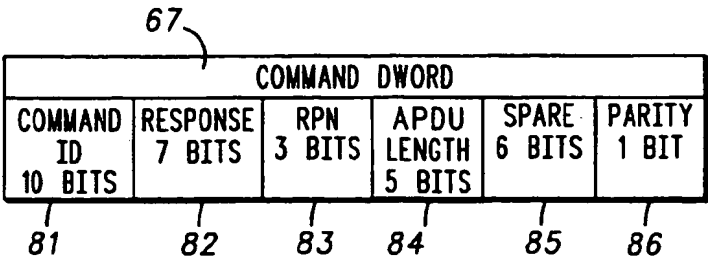 67
COMMAND DWORD
COMMAND ID 10 BITS
RESPONSE 7 BITS
RPN 3 BITS
APDU LENGTH 5 BITS
SPARE 6 BITS
PARITY 1 BIT
81 82 83 84 85 86